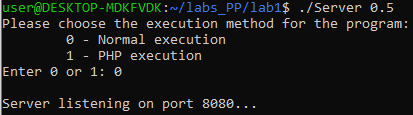 user@DESKTOP-MDKFVDK:~/labs_PP/lab1$ ./Server 0.5
Please choose the execution method for the program:
        0 - Normal execution
        1 - PHP execution
Enter 0 or 1: 0

Server listening on port 8080...